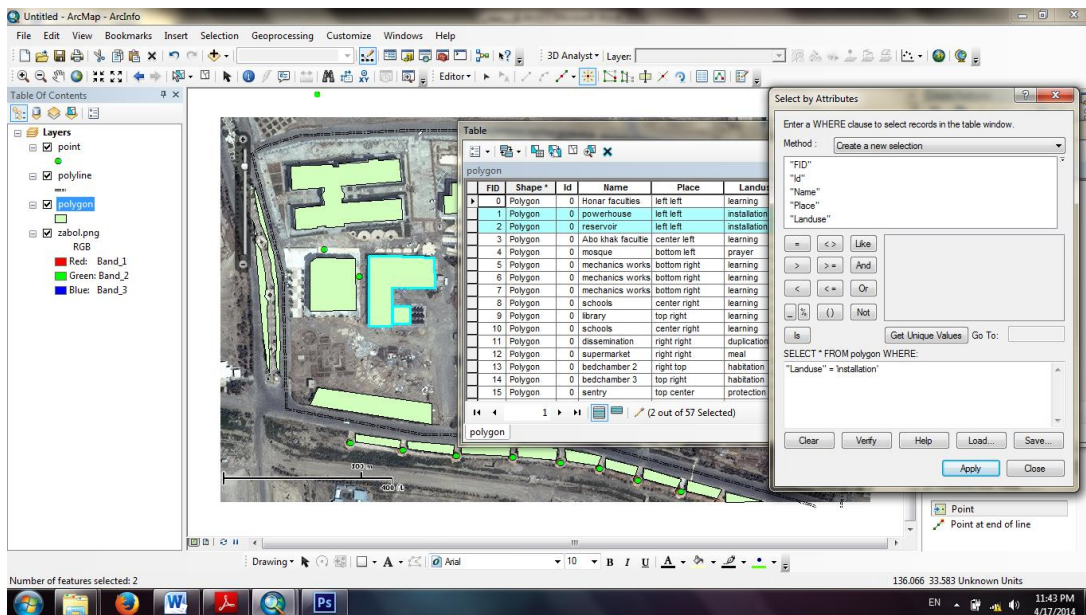 Untitled - ArcMap - ArcInfo
File Edit View Bookmarks Insert Selection Geoprocessing Customize Windows Help
3D Analyst Layer:
Editor
Table Of Contents
Layers
point
polyline
polygon
zabol.png
RGB
Red: Band_1
Green: Band_2
Blue: Band_3
300 m
Table
polygon
FID Shape * Id Name Place Landus
0 Polygon 0 Honar faculties left left learning
1 Polygon 0 powerhouse left left installation
2 Polygon 0 reservoir left left installation
3 Polygon 0 Abo khak facultie center left learning
4 Polygon 0 mosque bottom left prayer
5 Polygon 0 mechanics works bottom right learning
6 Polygon 0 mechanics works bottom right learning
7 Polygon 0 mechanics works bottom right learning
8 Polygon 0 schools center right learning
9 Polygon 0 library top right learning
10 Polygon 0 schools center right learning
11 Polygon 0 dissemination right right duplication
12 Polygon 0 supermarket right right meal
13 Polygon 0 bedchamber 2 right top habitation
14 Polygon 0 bedchamber 3 top right habitation
15 Polygon 0 sentry top center protection
1 (2 out of 57 Selected)
polygon
Select by Attributes
Enter a WHERE clause to select records in the table window.
Method : Create a new selection
"FID"
"Id"
"Name"
"Place"
"Landuse"
= < > Like
> > = And
< < = Or
_ % () Not
Is Get Unique Values Go To:
SELECT * FROM polygon WHERE:
"Landuse" = 'installation'
Clear Verify Help Load... Save...
Apply Close
Point
Point at end of line
Drawing A Arial 10 B I U A
Number of features selected: 2
136.066 33.583 Unknown Units
W Ps
EN 11:43 PM
4/17/2014